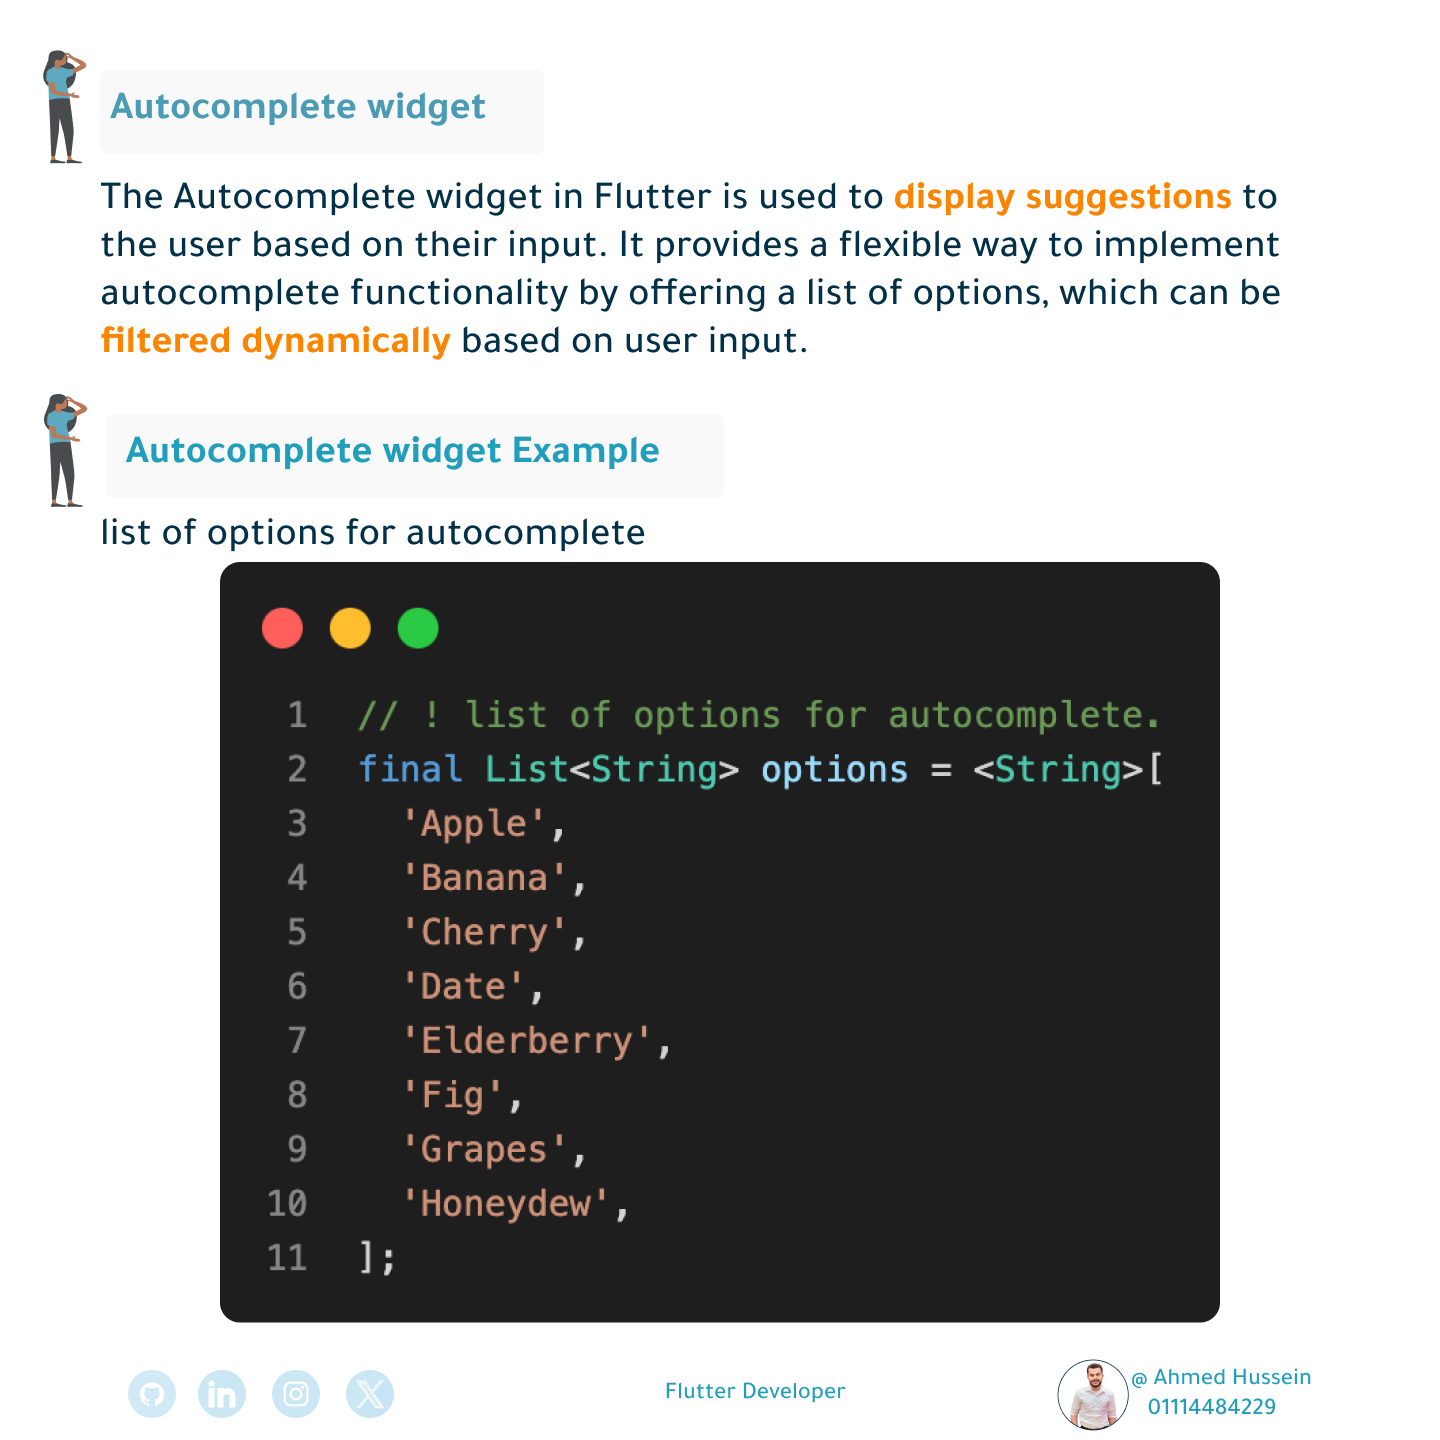 Autocomplete widget
The Autocomplete widget in Flutter is used to display suggestions to
the user based on their input. It provides a flexible way to implement
autocomplete functionality by offering a list of options, which can be
filtered dynamically based on user input.
Autocomplete widget Example
list of options for autocomplete
1 // ! list of options for autocomplete.
2 final List<String> options = <String>[
3   'Apple',
4   'Banana',
5   'Cherry',
6   'Date',
7   'Elderberry',
8   'Fig',
9   'Grapes',
10   'Honeydew',
11 ];
in
Flutter Developer
@ Ahmed Hussein
01114484229